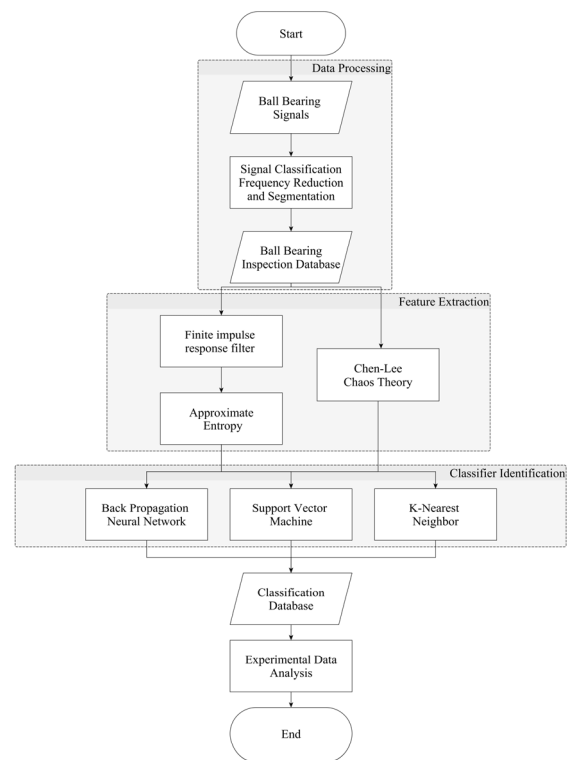 Start
Data Processing
Ball Bearing
Signals
Signal Classification
Frequency Reduction
and Segmentation
Ball Bearing
Inspection Database
Feature Extraction
Finite impulse
response filter
Chen-Lee
Chaos Theory
Approximate
Entropy
Classifier Identification
Back Propagation
Neural Network
Support Vector
Machine
K-Nearest
Neighbor
Classification
Database
Experimental Data
Analysis
End